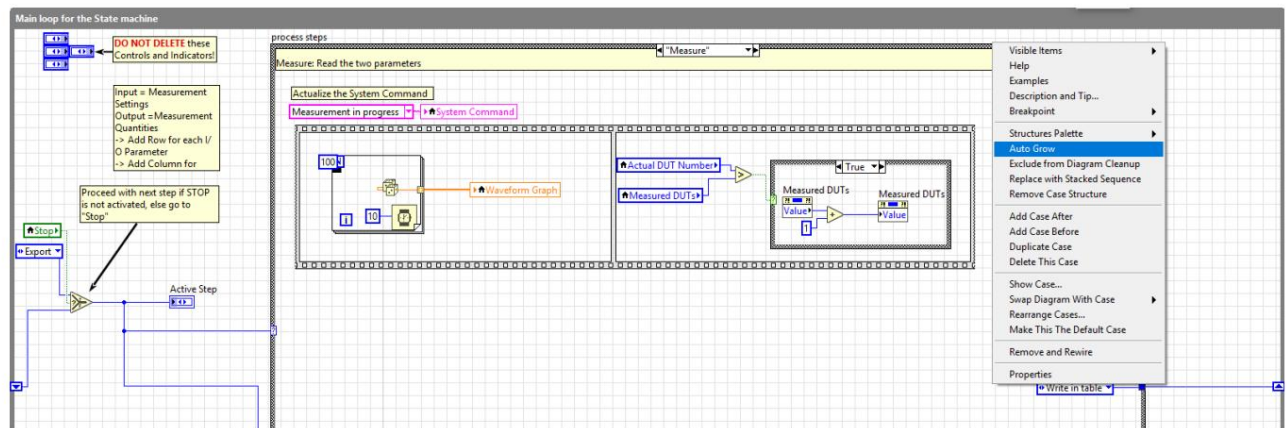 Main loop for the State machine
DO NOT DELETE these
Controls and Indicators!
Input = Measurement
Settings
Output =Measurement
Quantities
-> Add Row for each I/
O Parameter
-> Add Column for
Proceed with next step if STOP
is not activated, else go to
"Stop"
Stop
Export
Active Step
process steps
"Measure"
Measure: Read the two parameters
Actualize the System Command
Measurement in progress
System Command
100
N
i
10
Waveform Graph
Actual DUT Number
Measured DUTs
>
True
Measured DUTs
Value
+
1
Measured DUTs
Value
Visible Items
Help
Examples
Description and Tip...
Breakpoint
Structures Palette
Auto Grow
Exclude from Diagram Cleanup
Replace with Stacked Sequence
Remove Case Structure
Add Case After
Add Case Before
Duplicate Case
Delete This Case
Show Case...
Swap Diagram With Case
Rearrange Cases...
Make This The Default Case
Remove and Rewire
Properties
Write in table